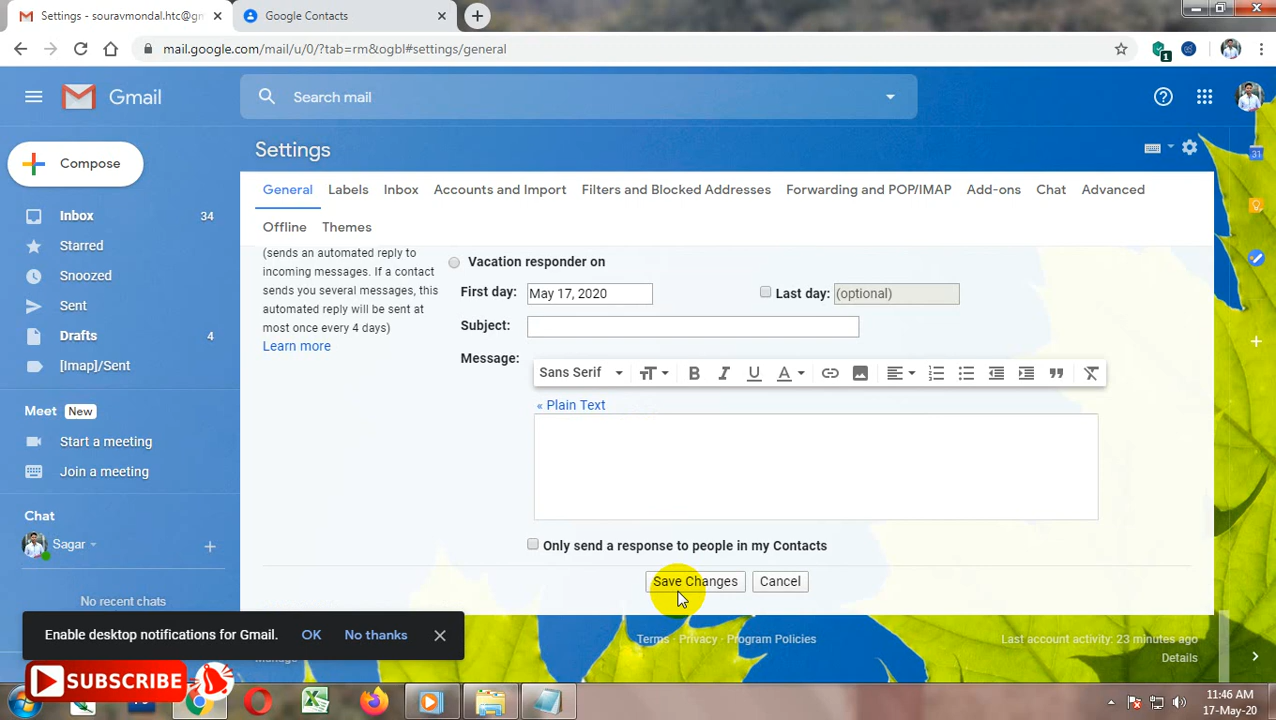 Settings - souravmondal.htc@gm
Google Contacts
mail.google.com/mail/u/0/?tab=rm&ogbl#settings/general
1
Gmail
Search mail
Compose
Settings
31
General
Labels
Inbox
Accounts and Import
Filters and Blocked Addresses
Forwarding and POP/IMAP
Add-ons
Chat
Advanced
Offline
Themes
Inbox 34
Starred
Snoozed
Sent
Drafts 4
[Imap]/Sent
Meet New
Start a meeting
Join a meeting
Chat
Sagar
No recent chats
(sends an automated reply to
incoming messages. If a contact
sends you several messages, this
automated reply will be sent at
most once every 4 days)
Learn more
Vacation responder on
First day: May 17, 2020 Last day: (optional)
Subject:
Message:
Sans Serif
« Plain Text
Only send a response to people in my Contacts
Save Changes
Cancel
Enable desktop notifications for Gmail. OK No thanks
Terms - Privacy - Program Policies
Last account activity: 23 minutes ago
Details
SUBSCRIBE
11:46 AM
17-May-20